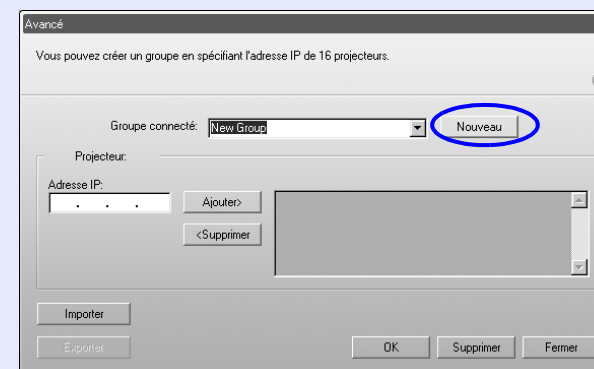 Avancé
Vous pouvez créer un groupe en spécifiant l'adresse IP de 16 projecteurs.
Groupe connecté: New Group Nouveau
Projecteur:
Adresse IP:
. . . Ajouter>
<Supprimer
Importer
Exporter OK Supprimer Fermer